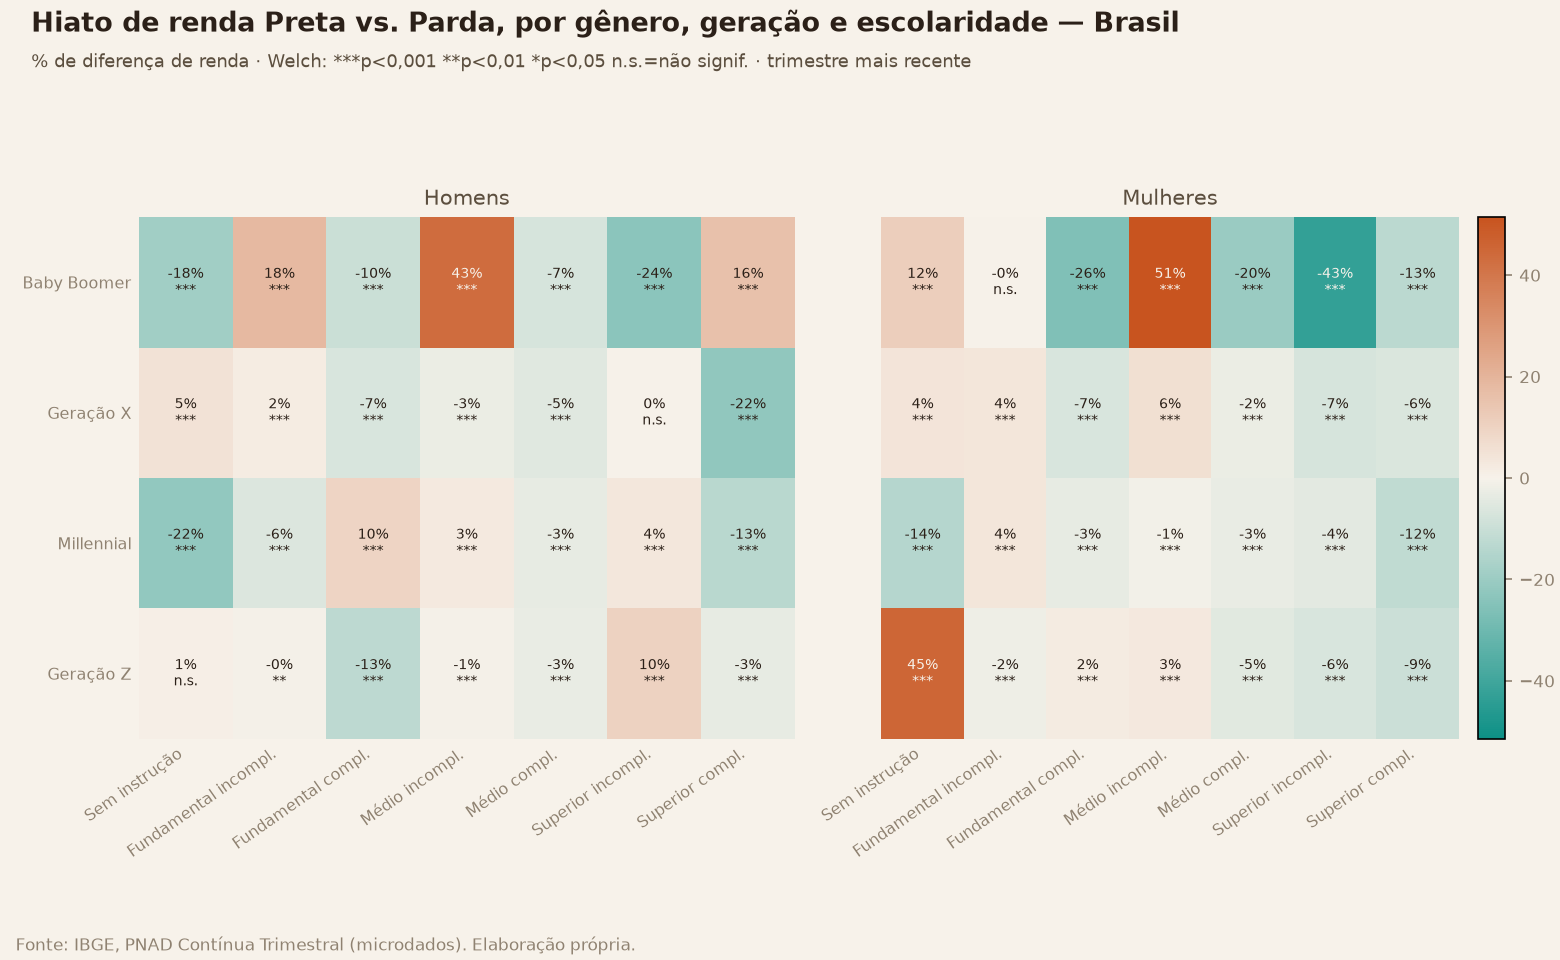 Hiato de renda Preta vs. Parda, por gênero, geração e escolaridade — Brasil
% de diferença de renda · Welch: ***p<0,001 **p<0,01 *p<0,05 n.s.=não signif. · trimestre mais recente
Homens
Mulheres
Baby Boomer
-18% 18% -10% 43% -7% -24% 16%
*** *** *** *** *** *** ***
12% -0% -26% 51% -20% -43% -13%
*** n.s. *** *** *** *** ***
Geração X
5% 2% -7% -3% -5% 0% -22%
*** *** *** *** *** n.s. ***
4% 4% -7% 6% -2% -7% -6%
*** *** *** *** *** *** ***
Millennial
-22% -6% 10% 3% -3% 4% -13%
*** *** *** *** *** *** ***
-14% 4% -3% -1% -3% -4% -12%
*** *** *** *** *** *** ***
Geração Z
1% -0% -13% -1% -3% 10% -3%
n.s. ** *** *** *** *** ***
45% -2% 2% 3% -5% -6% -9%
*** *** *** *** *** *** ***
Sem instrução
Fundamental incompl.
Fundamental compl.
Médio incompl.
Médio compl.
Superior incompl.
Superior compl.
Sem instrução
Fundamental incompl.
Fundamental compl.
Médio incompl.
Médio compl.
Superior incompl.
Superior compl.
40
20
0
−20
−40
Fonte: IBGE, PNAD Contínua Trimestral (microdados). Elaboração própria.